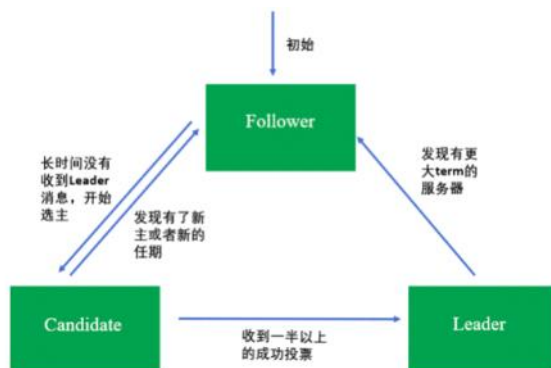 初始
Follower
长时间没有
收到Leader
消息，开始
选主
发现有了新
主或者新的
任期
发现有更
大term的
服务器
Candidate
收到一半以上
的成功投票
Leader